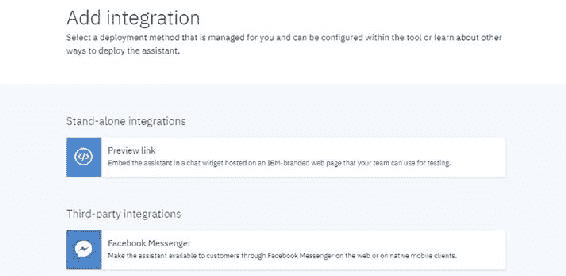 Add integration
Select a deployment method that is managed for you and can be configured within the tool or learn about other
ways to deploy the assistant.
Stand-alone integrations
Preview link
Embed the assistant in a chat widget hosted on an IBM-branded web page that your team can use for testing.
Third-party integrations
Facebook Messenger
Make the assistant available to customers through Facebook Messenger on the web or on native mobile clients.